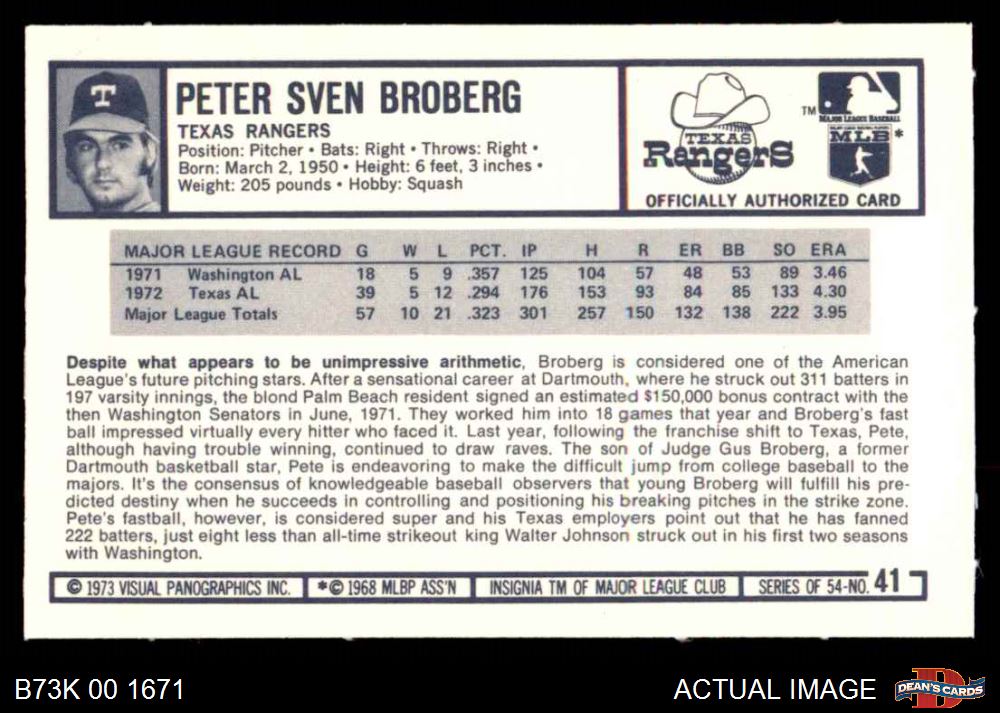 T
PETER SVEN BROBERG
TEXAS RANGERS
Position: Pitcher • Bats: Right • Throws: Right •
Born: March 2, 1950 • Height: 6 feet, 3 inches •
Weight: 205 pounds • Hobby: Squash
TEXAS
Rangers
TM
MAJOR LEAGUE BASEBALL
MLB*
OFFICIALLY AUTHORIZED CARD
MAJOR LEAGUE RECORD G W L PCT. IP H R ER BB SO ERA
1971 Washington AL 18 5 9 .357 125 104 57 48 53 89 3.46
1972 Texas AL 39 5 12 .294 176 153 93 84 85 133 4.30
Major League Totals 57 10 21 .323 301 257 150 132 138 222 3.95
Despite what appears to be unimpressive arithmetic, Broberg is considered one of the American
League's future pitching stars. After a sensational career at Dartmouth, where he struck out 311 batters in
197 varsity innings, the blond Palm Beach resident signed an estimated $150,000 bonus contract with the
then Washington Senators in June, 1971. They worked him into 18 games that year and Broberg's fast
ball impressed virtually every hitter who faced it. Last year, following the franchise shift to Texas, Pete,
although having trouble winning, continued to draw raves. The son of Judge Gus Broberg, a former
Dartmouth basketball star, Pete is endeavoring to make the difficult jump from college baseball to the
majors. It's the consensus of knowledgeable baseball observers that young Broberg will fulfill his pre-
dicted destiny when he succeeds in controlling and positioning his breaking pitches in the strike zone.
Pete's fastball, however, is considered super and his Texas employers point out that he has fanned
222 batters, just eight less than all-time strikeout king Walter Johnson struck out in his first two seasons
with Washington.
© 1973 VISUAL PANOGRAPHICS INC. *© 1968 MLBP ASS'N INSIGNIA TM OF MAJOR LEAGUE CLUB SERIES OF 54-NO. 41
B73K 00 1671
ACTUAL IMAGE
D
DEAN'S CARDS